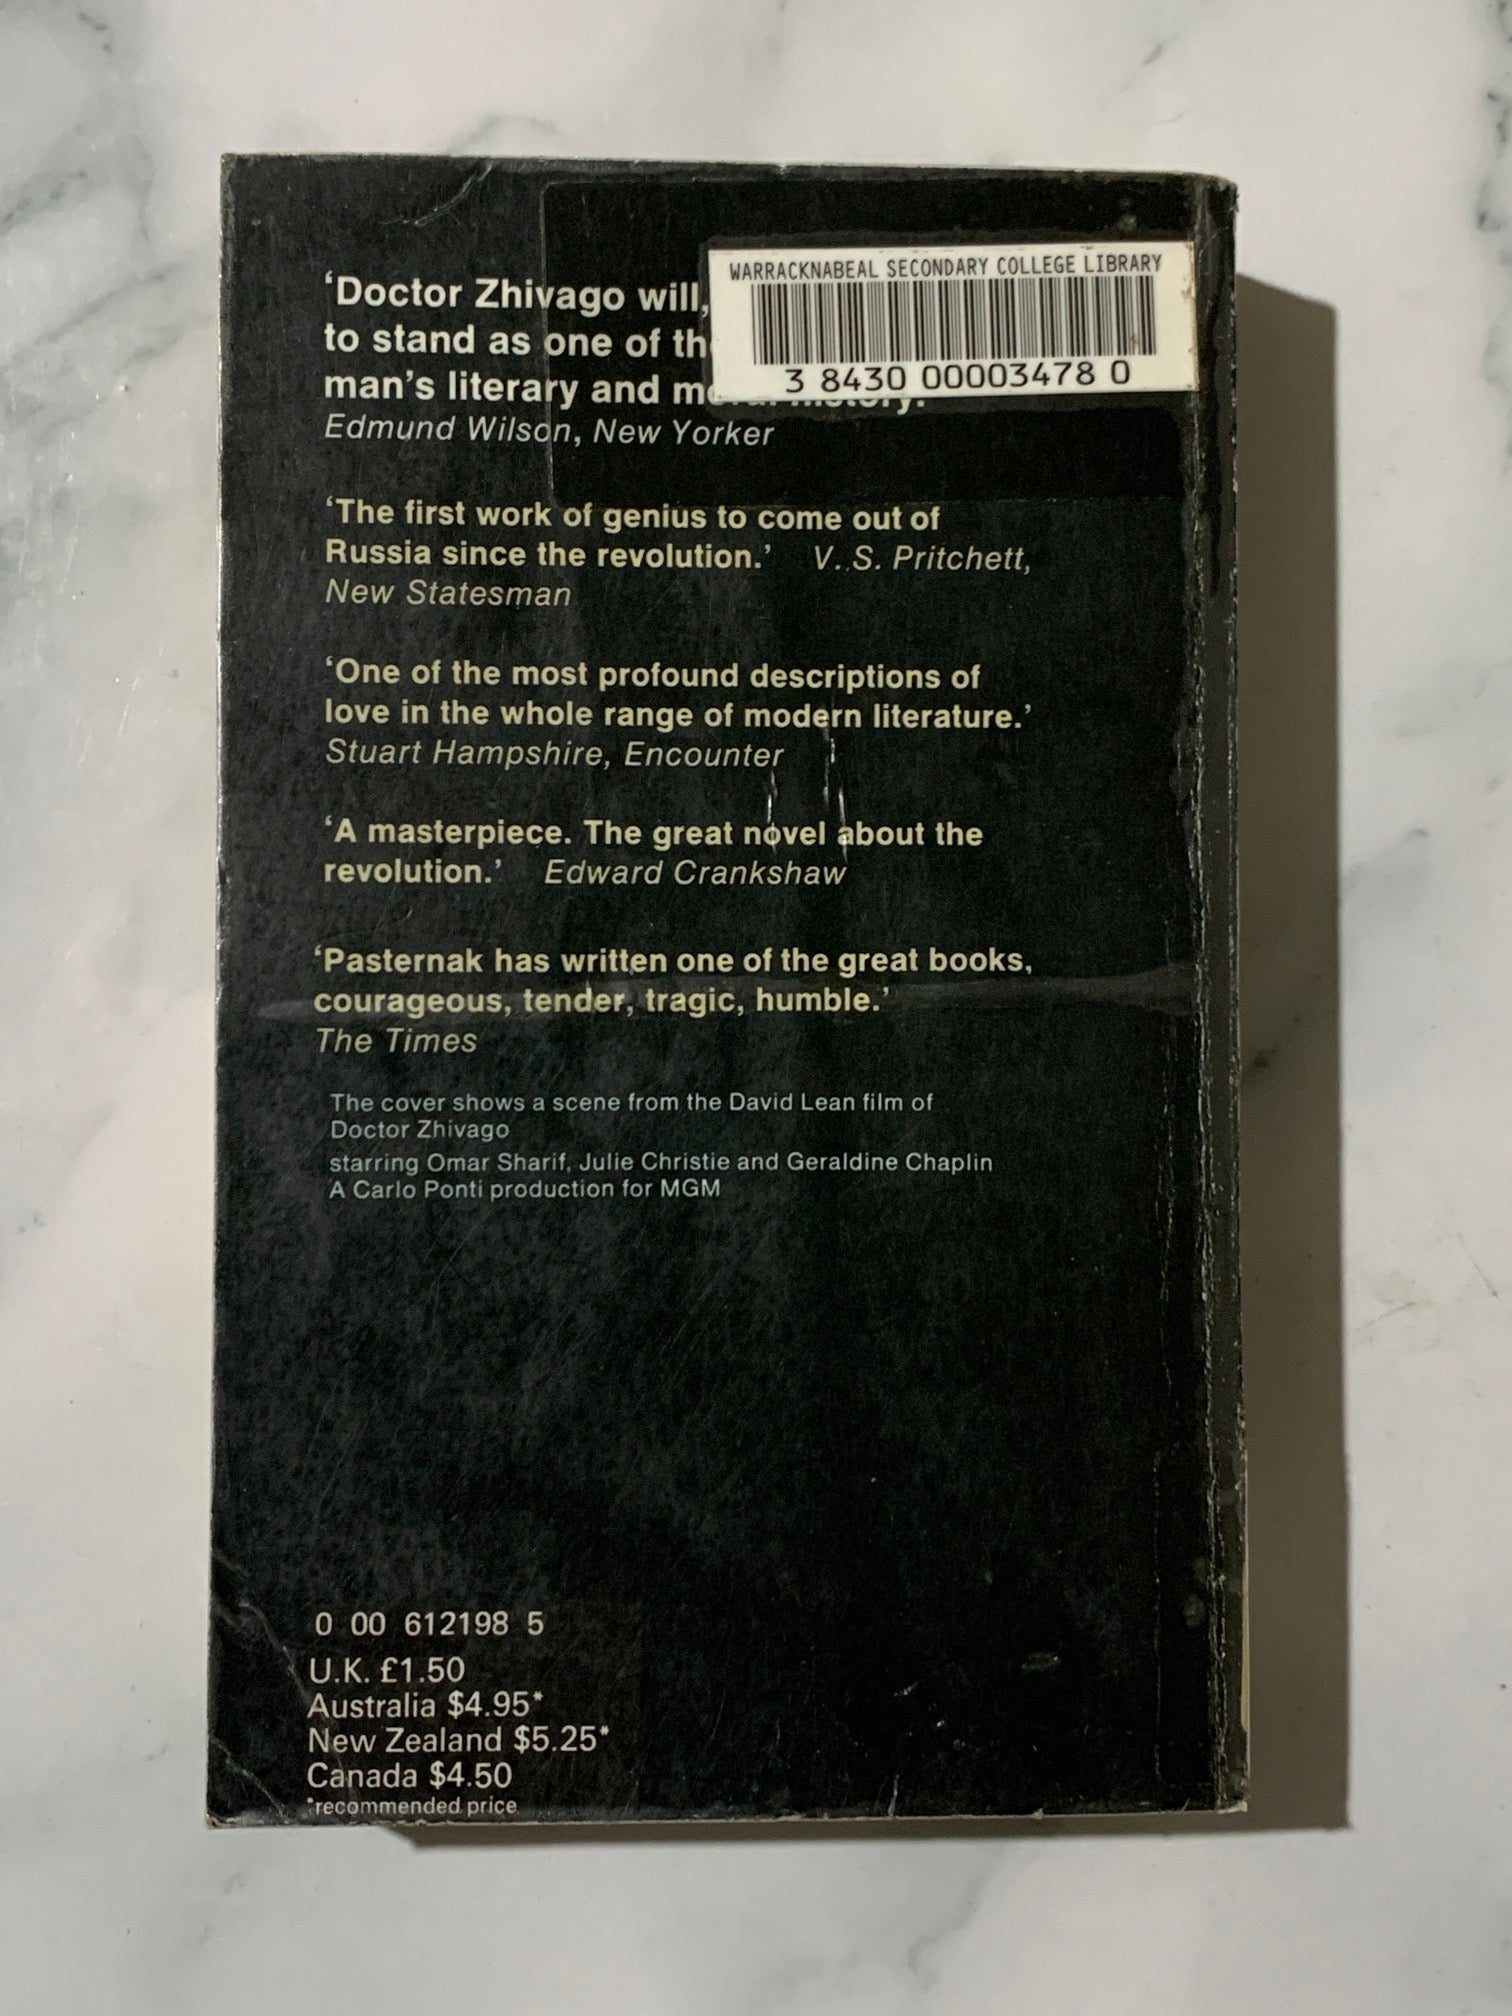 WARRACKNABEAL SECONDARY COLLEGE LIBRARY
3 8430 00003478 0
‘Doctor Zhivago will,
to stand as one of
man’s literary and
Edmund Wilson, New Yorker
‘The first work of genius to come out of
Russia since the revolution.’ V. S. Pritchett,
New Statesman
‘One of the most profound descriptions of
love in the whole range of modern literature.’
Stuart Hampshire, Encounter
‘A masterpiece. The great novel about the
revolution.’ Edward Crankshaw
‘Pasternak has written one of the great books,
courageous, tender, tragic, humble.’
The Times
The cover shows a scene from the David Lean film of
Doctor Zhivago
starring Omar Sharif, Julie Christie and Geraldine Chaplin
A Carlo Ponti production for MGM
0 00 612198 5
U.K. £1.50
Australia $4.95*
New Zealand $5.25*
Canada $4.50
*recommended price